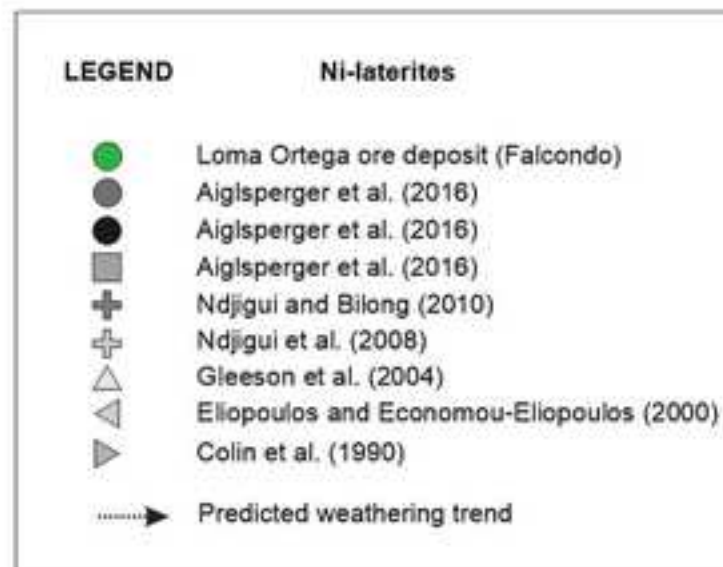 LEGEND Ni-laterites
Loma Ortega ore deposit (Falcondo)
Aiglsperger et al. (2016)
Aiglsperger et al. (2016)
Aiglsperger et al. (2016)
Ndjigui and Bilong (2010)
Ndjigui et al. (2008)
Gleeson et al. (2004)
Eliopoulos and Economou-Eliopoulos (2000)
Colin et al. (1990)
Predicted weathering trend